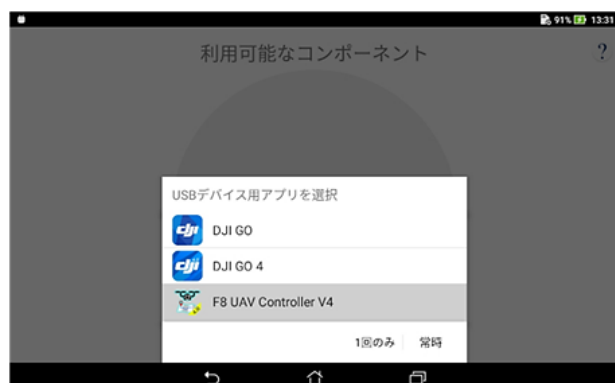 91% 13:31
利用可能なコンポーネント ?
USBデバイス用アプリを選択
dji DJI GO
dji DJI GO 4
F8 UAV Controller V4
1回のみ 常時